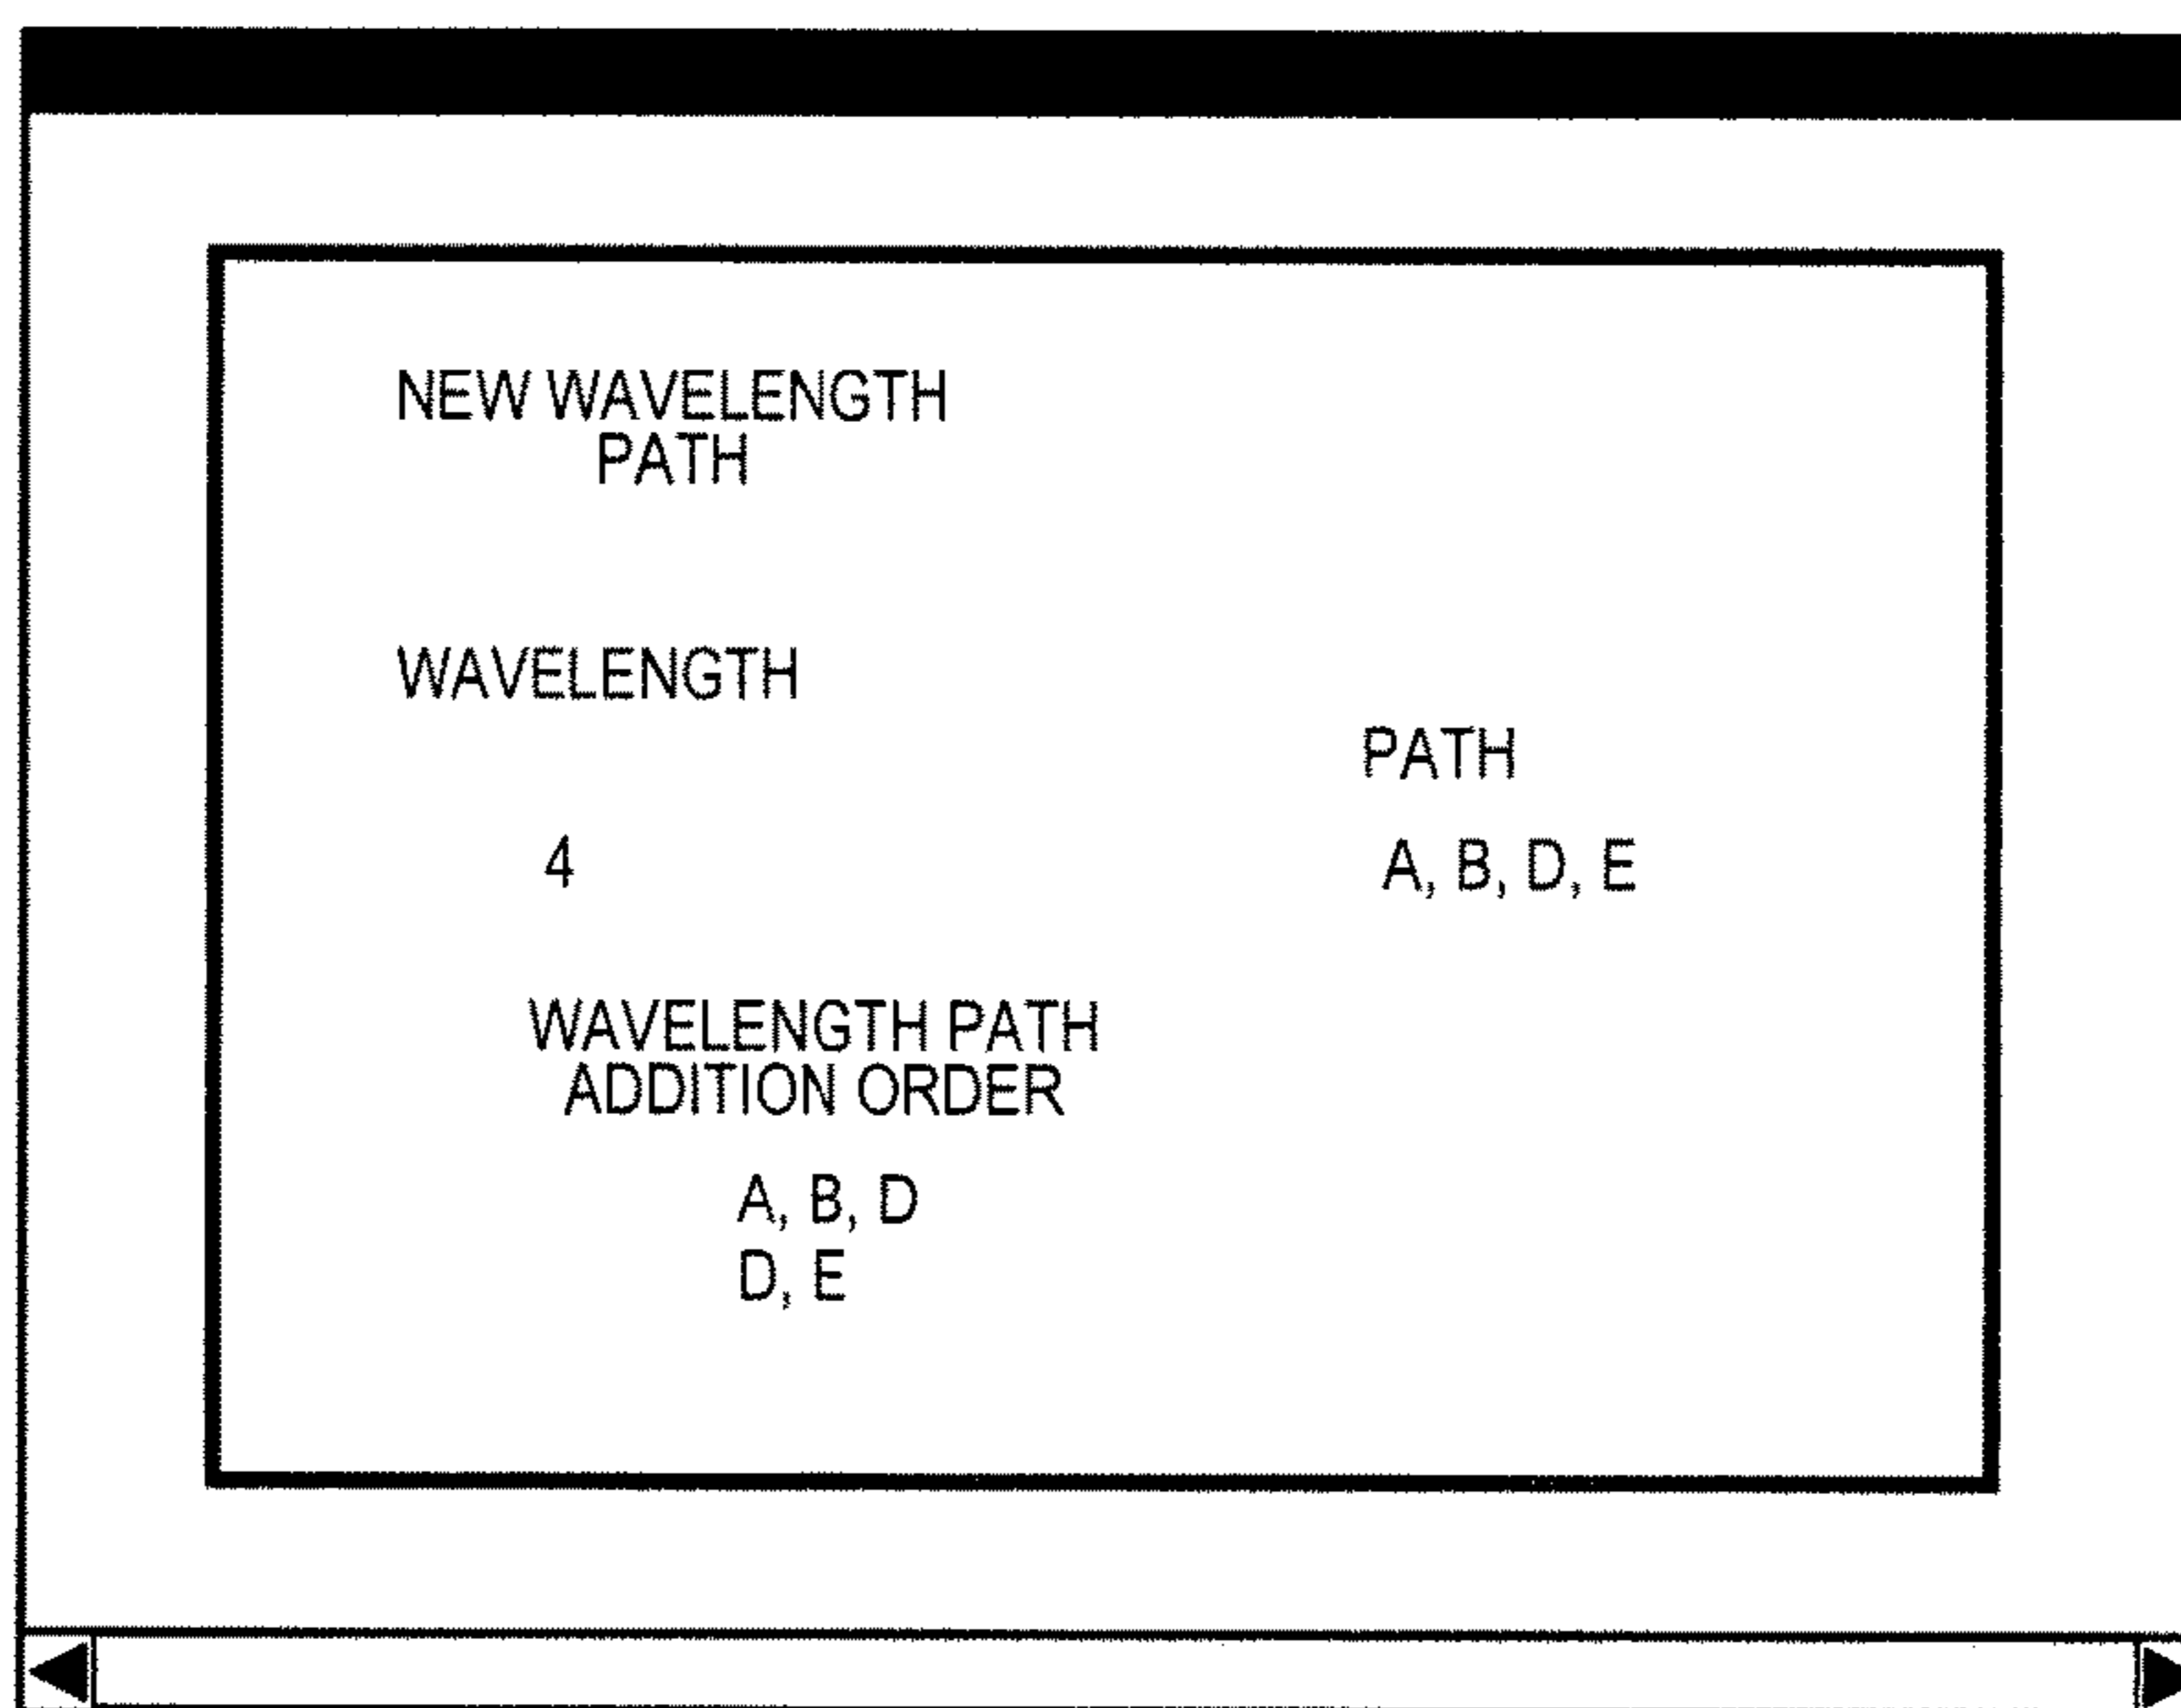 NEW WAVELENGTH
PATH
WAVELENGTH
PATH
4
A, B, D, E
WAVELENGTH PATH
ADDITION ORDER
A, B, D
D, E